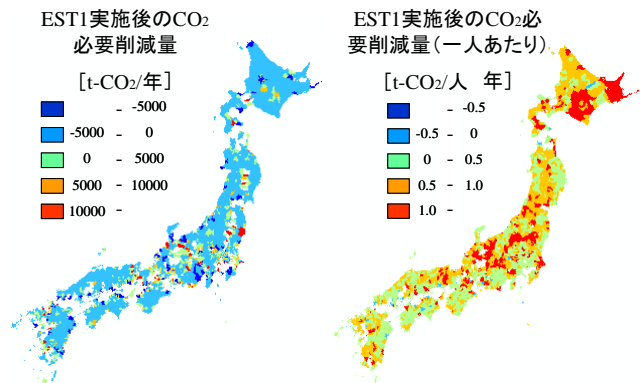 EST1実施後のCO2
必要削減量
[t-CO2/年]
- -5000
-5000 - 0
0 - 5000
5000 - 10000
10000 -
EST1実施後のCO2必
要削減量(一人あたり)
[t-CO2/人 年]
- -0.5
-0.5 - 0
0 - 0.5
0.5 - 1.0
1.0 -